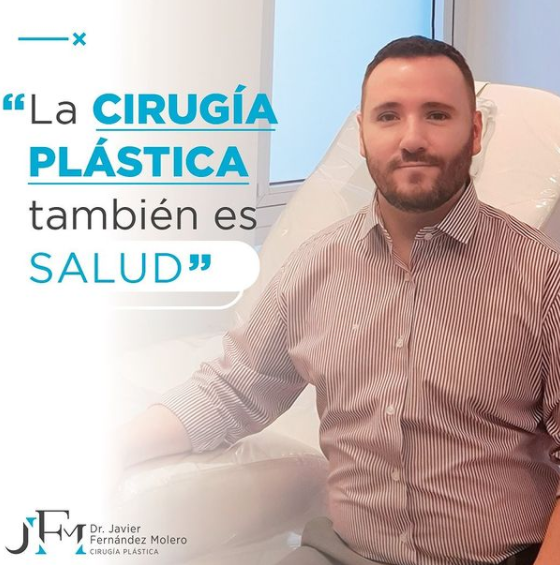 “La CIRUGÍA
PLÁSTICA
también es
SALUD”
JFM
Dr. Javier
Fernández Molero
CIRUGÍA PLÁSTICA